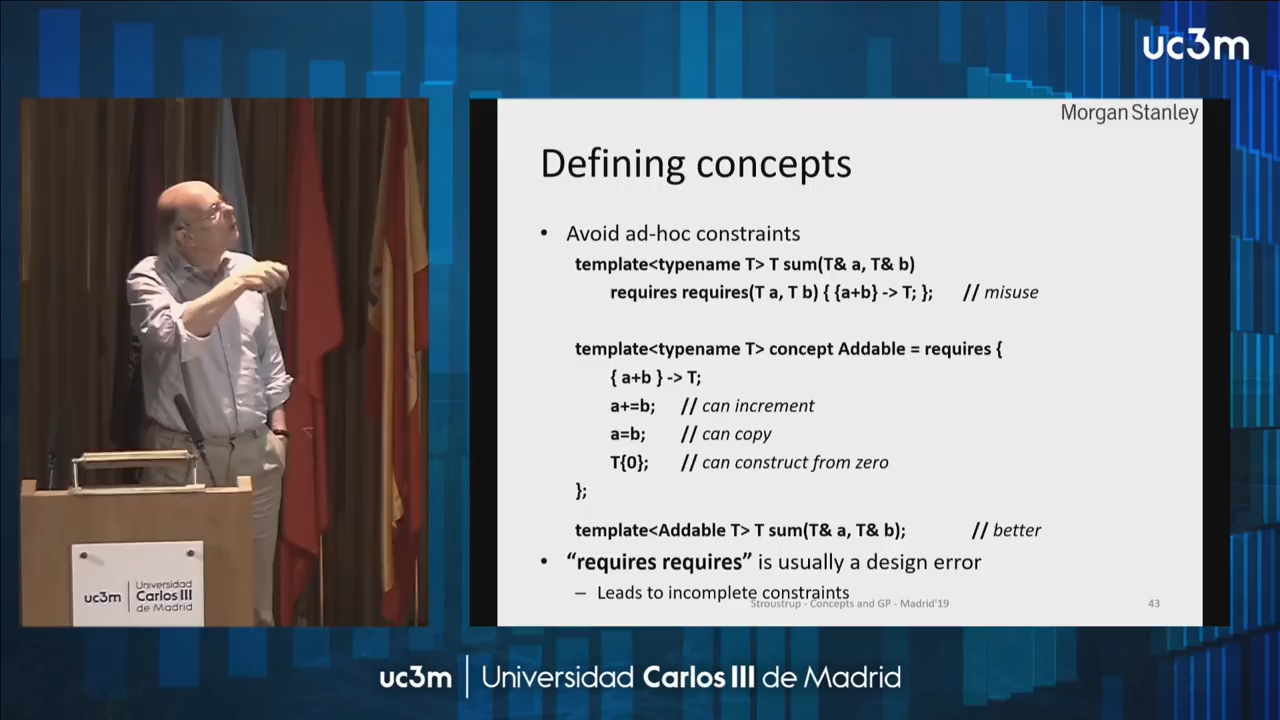 uc3m
Morgan Stanley
Defining concepts
• Avoid ad-hoc constraints
template<typename T> T sum(T& a, T& b)
requires requires(T a, T b) { {a+b} -> T; }; // misuse
template<typename T> concept Addable = requires {
{ a+b } -> T;
a+=b; // can increment
a=b; // can copy
T{0}; // can construct from zero
};
template<Addable T> T sum(T& a, T& b); // better
• “requires requires” is usually a design error
– Leads to incomplete constraints
Stroustrup - Concepts and GP - Madrid'19
43
uc3m
Universidad
Carlos III
de Madrid
uc3m | Universidad Carlos III de Madrid